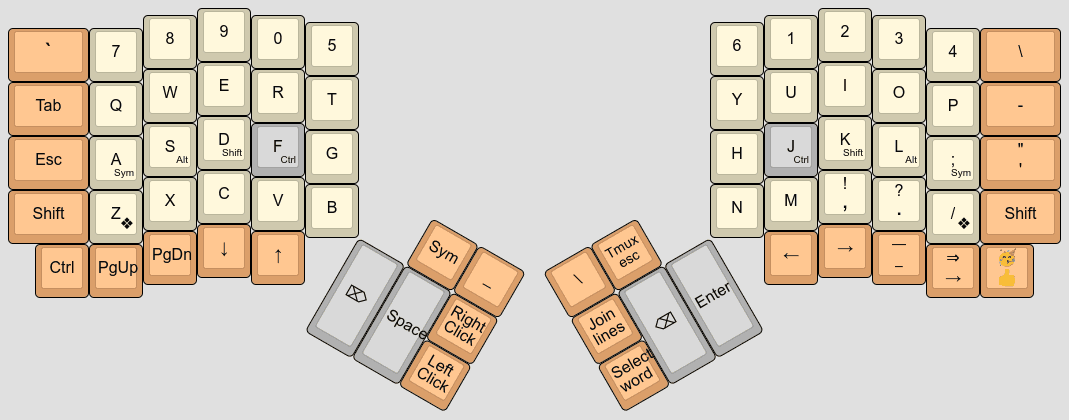 ` 7 8 9 0 5
Tab Q W E R T
Esc A Sym S Alt D Shift F Ctrl G
Shift Z ❖ X C V B
Ctrl PgUp PgDn ↓ ↑
⌦ Space Sym _
Right
Click
Left
Click
6 1 2 3 4 \
Y U I O P -
H J Ctrl K Shift L Alt ; Sym " '
N M ! , ? . / ❖ Shift
← → — – ⇒ → 🥳 👍
\ Tmux
esc
Join
lines
Select
word
⌫ Enter